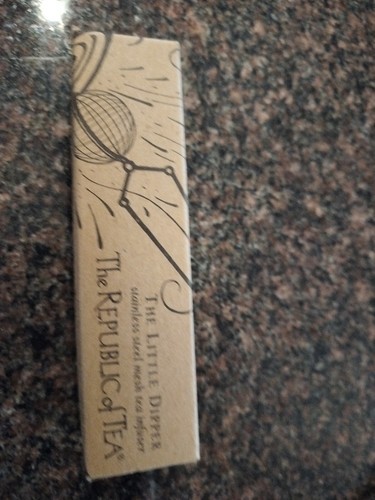 The Little Dipper
stainless steel mesh tea infuser
The REPUBLIC of TEA®